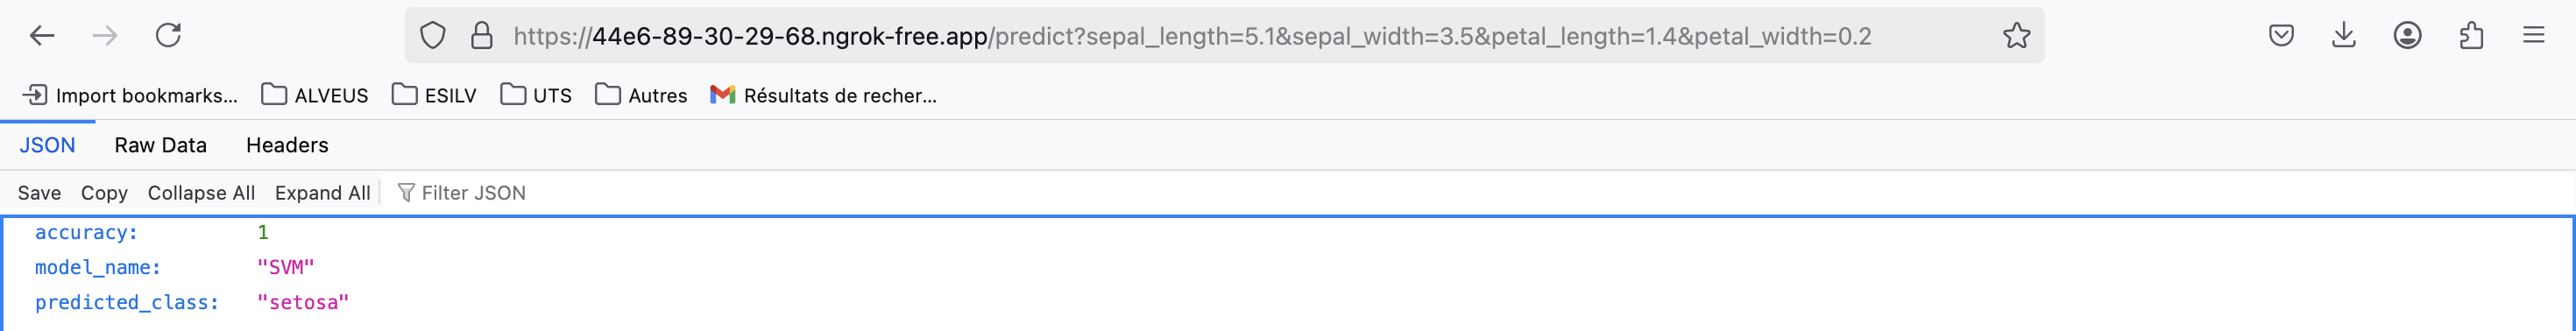 https://44e6-89-30-29-68.ngrok-free.app/predict?sepal_length=5.1&sepal_width=3.5&petal_length=1.4&petal_width=0.2
Import bookmarks... ALVEUS ESILV UTS Autres Résultats de recher...
JSON Raw Data Headers
Save Copy Collapse All Expand All Filter JSON
accuracy: 1
model_name: "SVM"
predicted_class: "setosa"